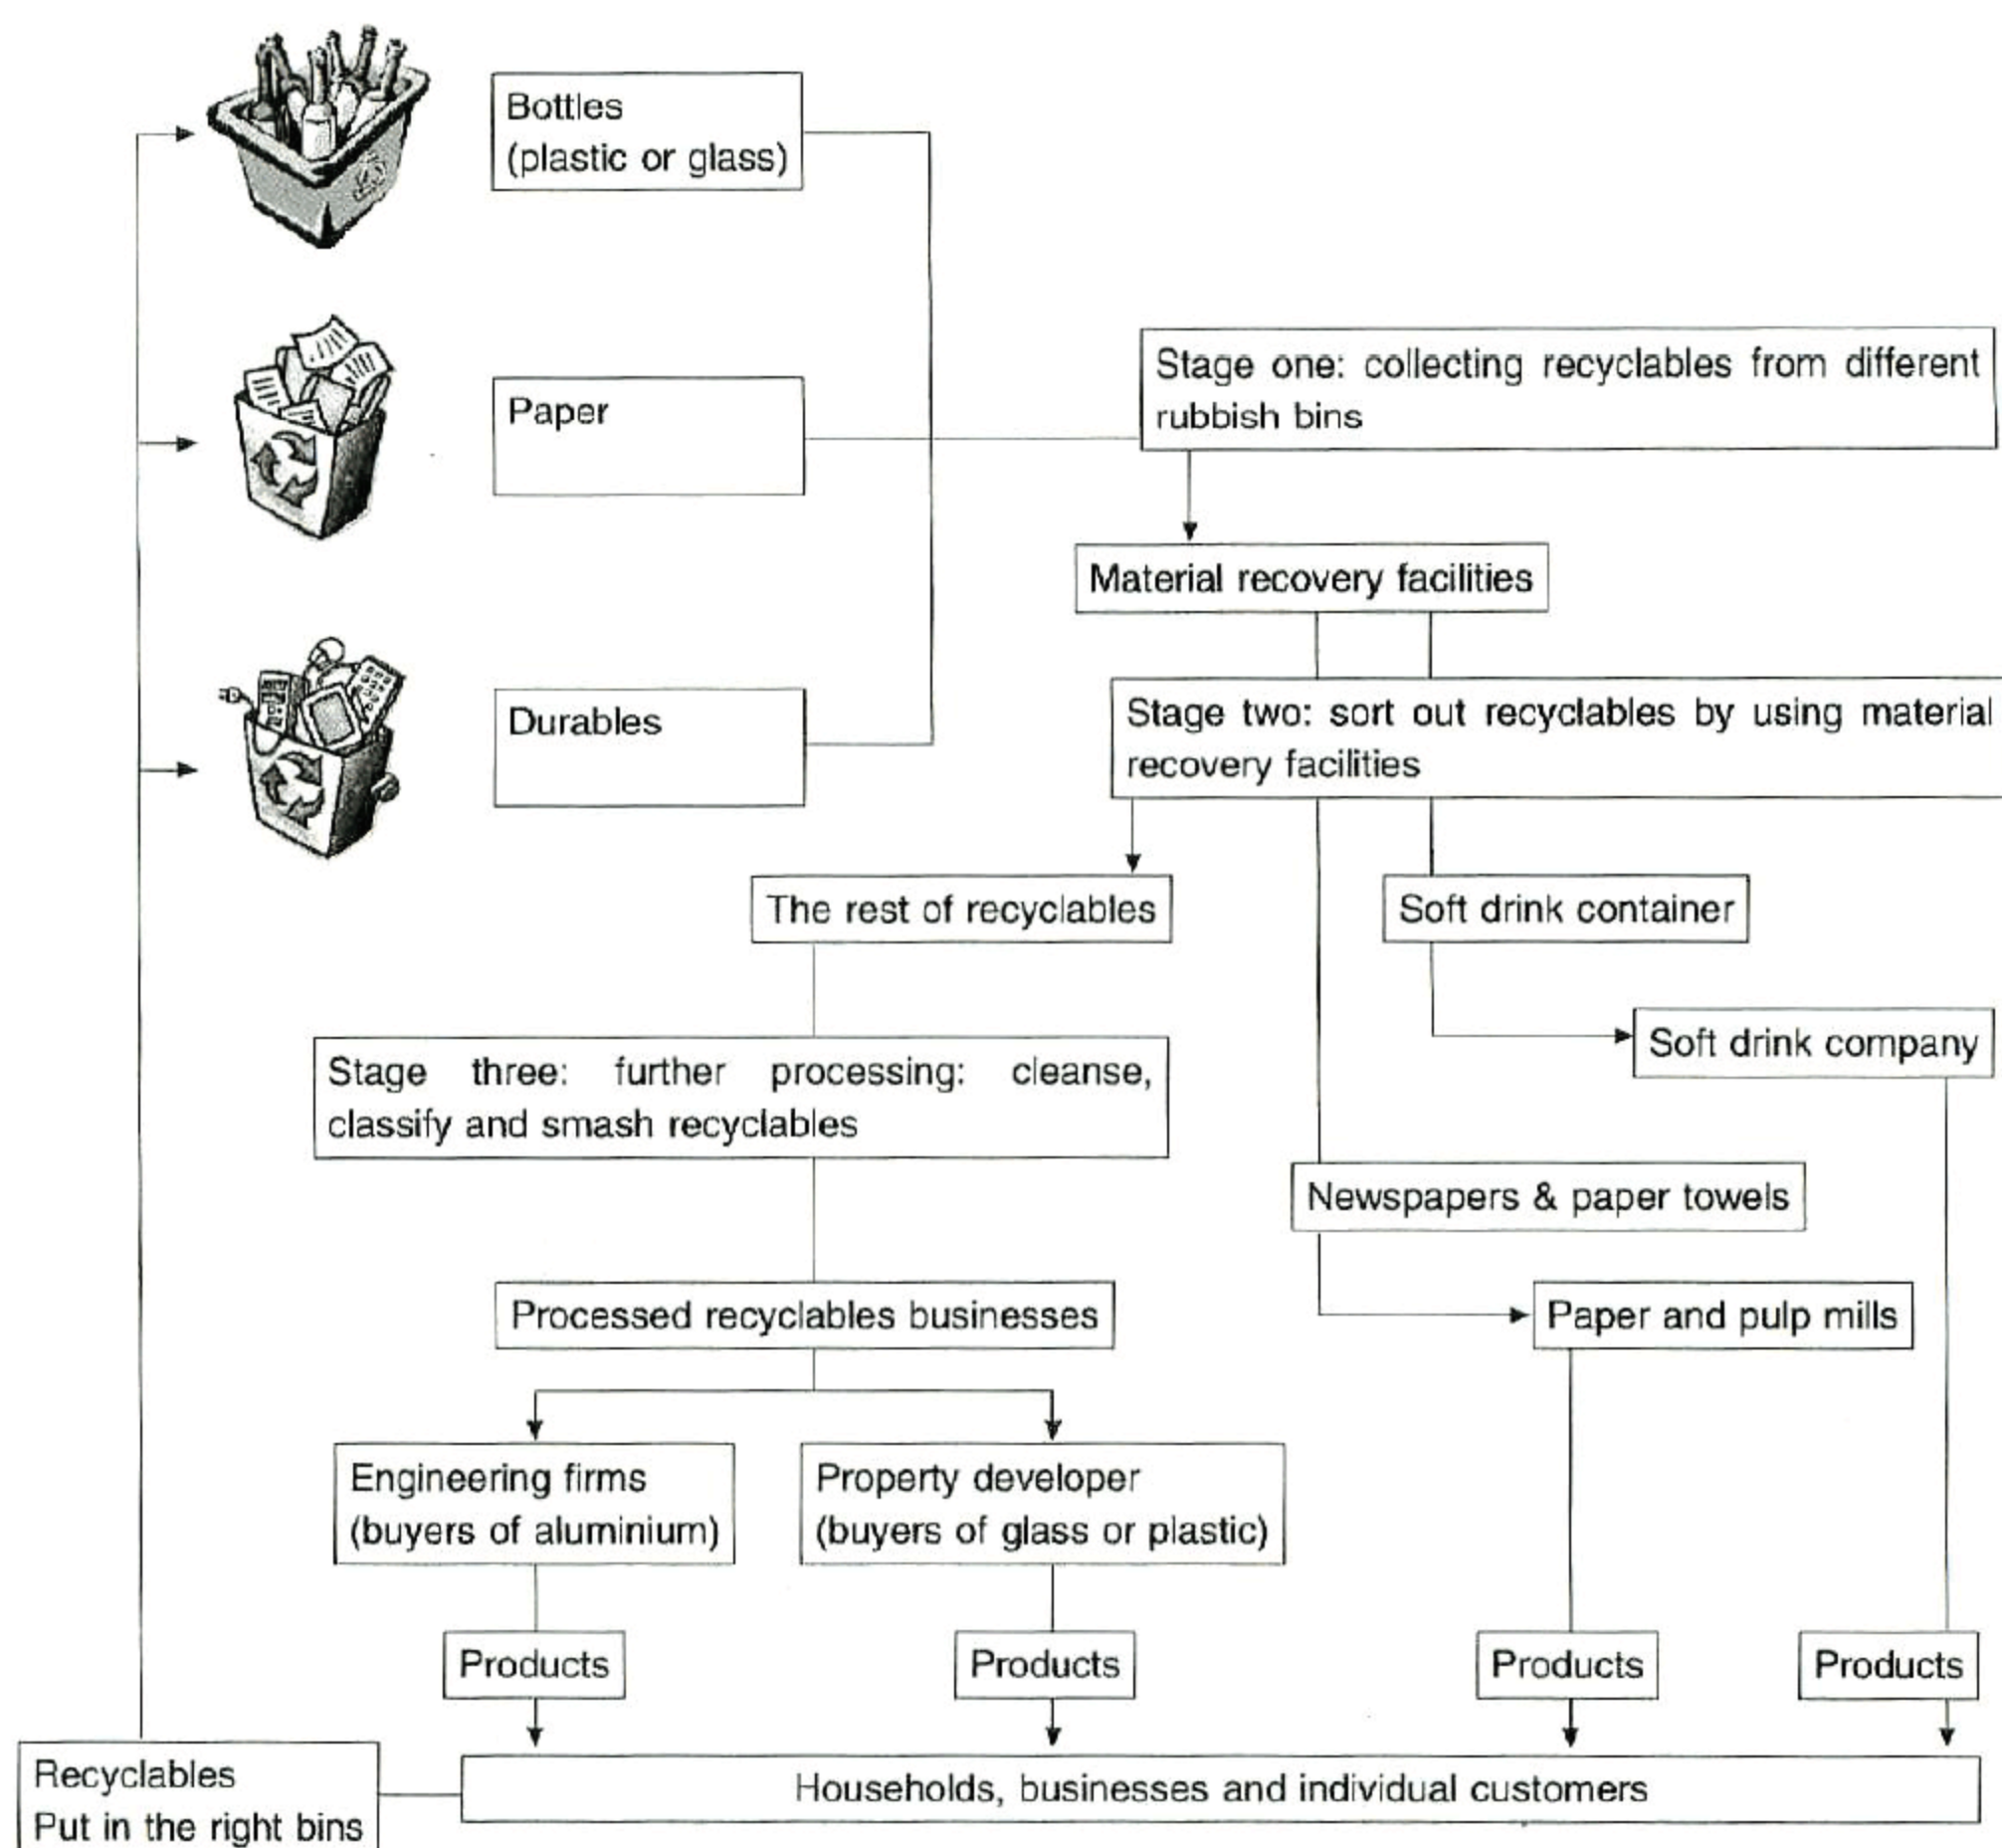 Bottles
(plastic or glass)
Paper
Stage one: collecting recyclables from different
rubbish bins
Material recovery facilities
Durables
Stage two: sort out recyclables by using material
recovery facilities
The rest of recyclables
Soft drink container
Soft drink company
Stage three: further processing: cleanse,
classify and smash recyclables
Newspapers & paper towels
Processed recyclables businesses
Paper and pulp mills
Engineering firms
(buyers of aluminium)
Property developer
(buyers of glass or plastic)
Products
Products
Products
Products
Recyclables
Put in the right bins
Households, businesses and individual customers